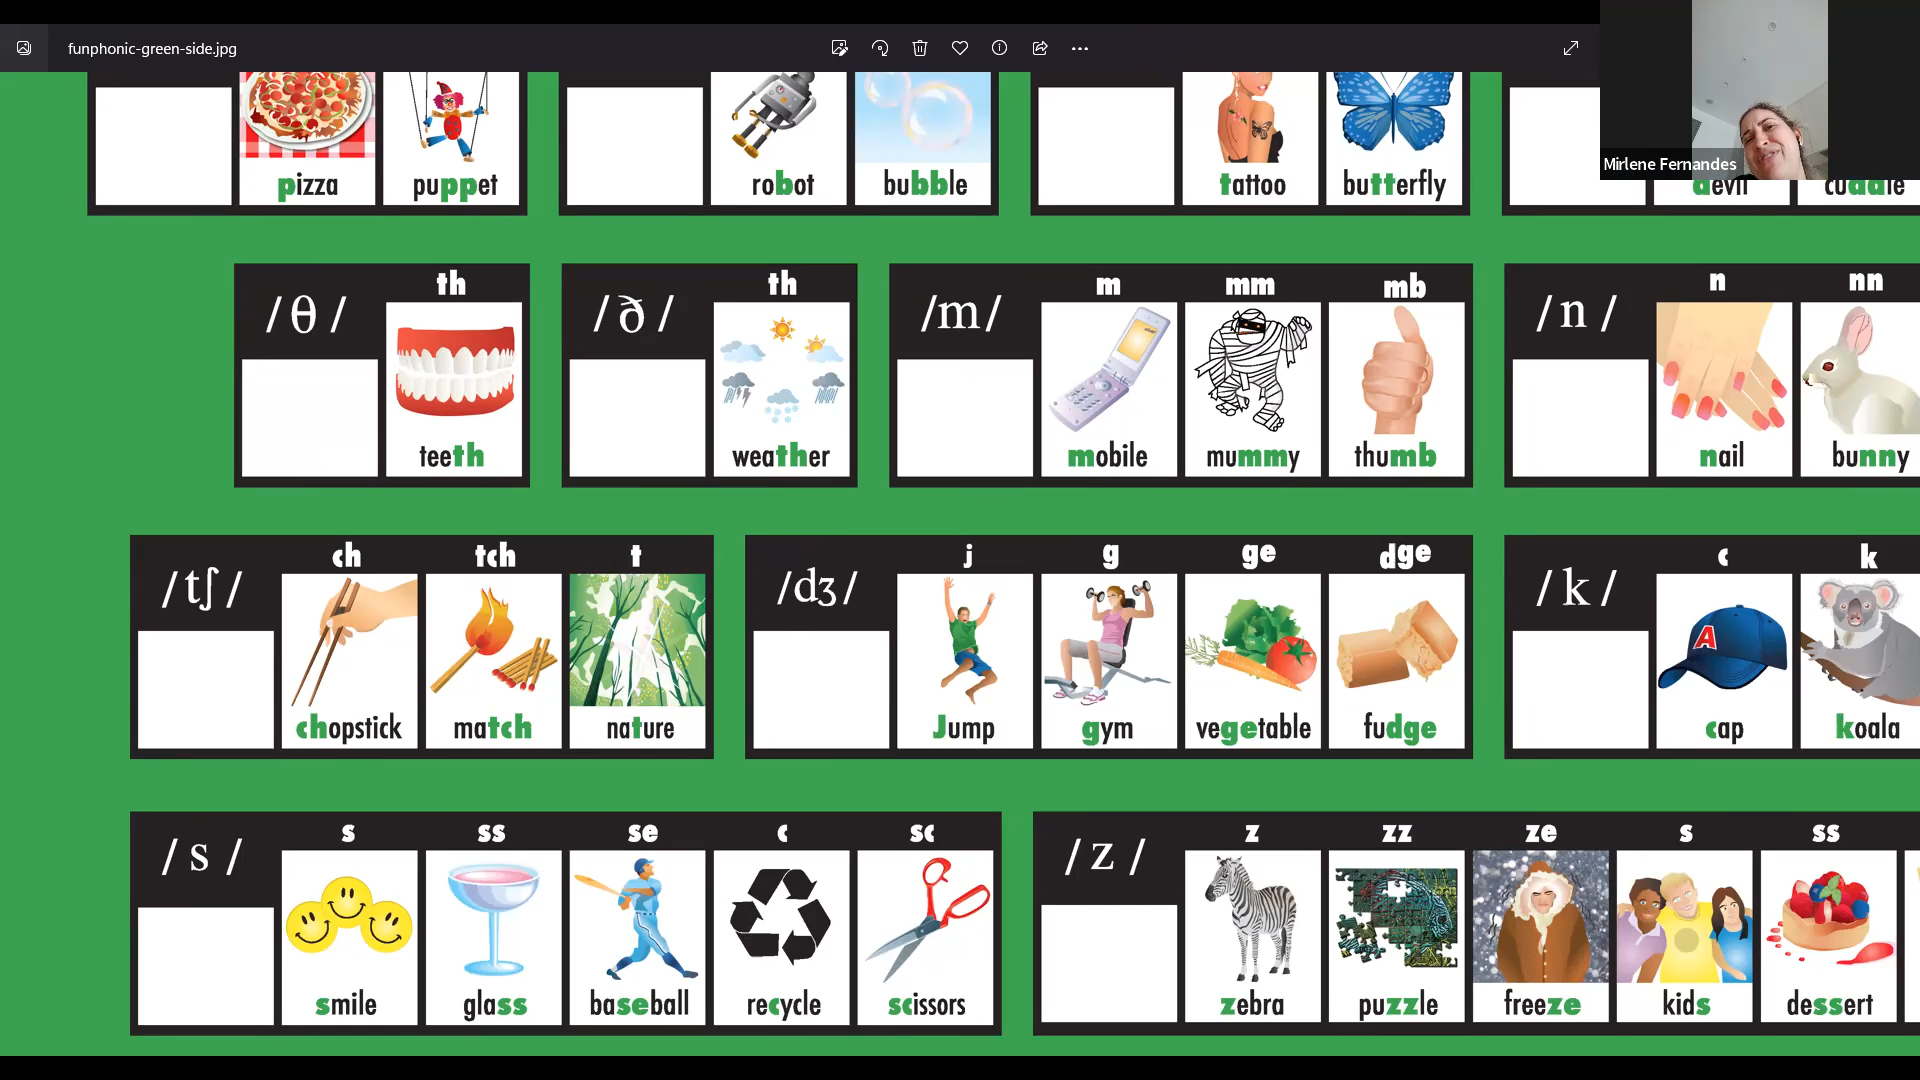 funphonic-green-side.jpg
Mirlene Fernandes
pizza puppet robot bubble tattoo butterfly devil cuddle
th th m mm mb n nn
/θ/ /ð/ /m/ /n/
teeth weather mobile mummy thumb nail bunny
ch tch t j g ge dge c k
/tʃ/ /dʒ/ /k/
A
chopstick match nature Jump gym vegetable fudge cap koala
s ss se c sc z zz ze s ss
/s/ /z/
smile glass baseball recycle scissors zebra puzzle freeze kids dessert